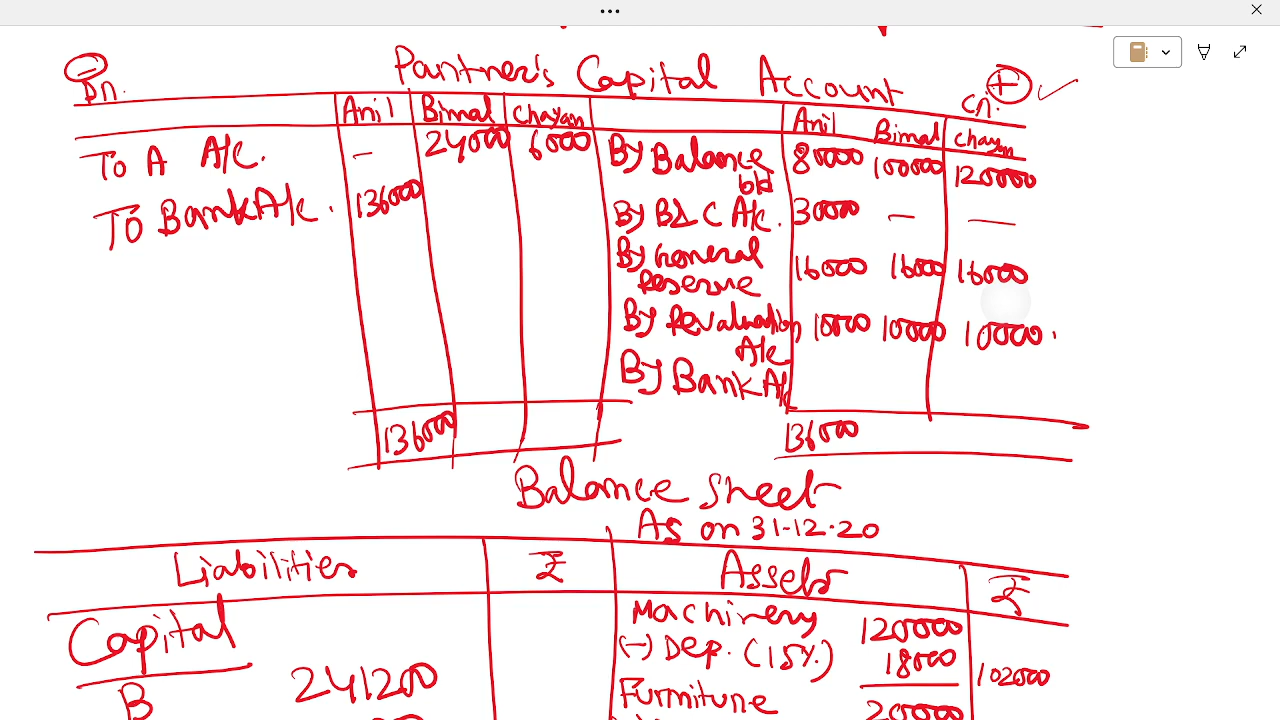 Partner's Capital Account
Dr. Cr.
Anil Bimal Chayan Anil Bimal Chayan
To A A/c. — 24000 6000 By Balance b/d 80000 100000 120000
To Bank A/c. 136000 By B & C A/c. 30000 — —
By General Reserve 16000 16000 16000
By Revaluation A/c 10000 10000 10000
By Bank A/c
136000 136000
Balance Sheet
As on 31-12-20
Liabilities ₹ Assets ₹
Capital Machinery 120000
(-) Dep. (15%) 18000 102000
B 241200 Furniture 200000